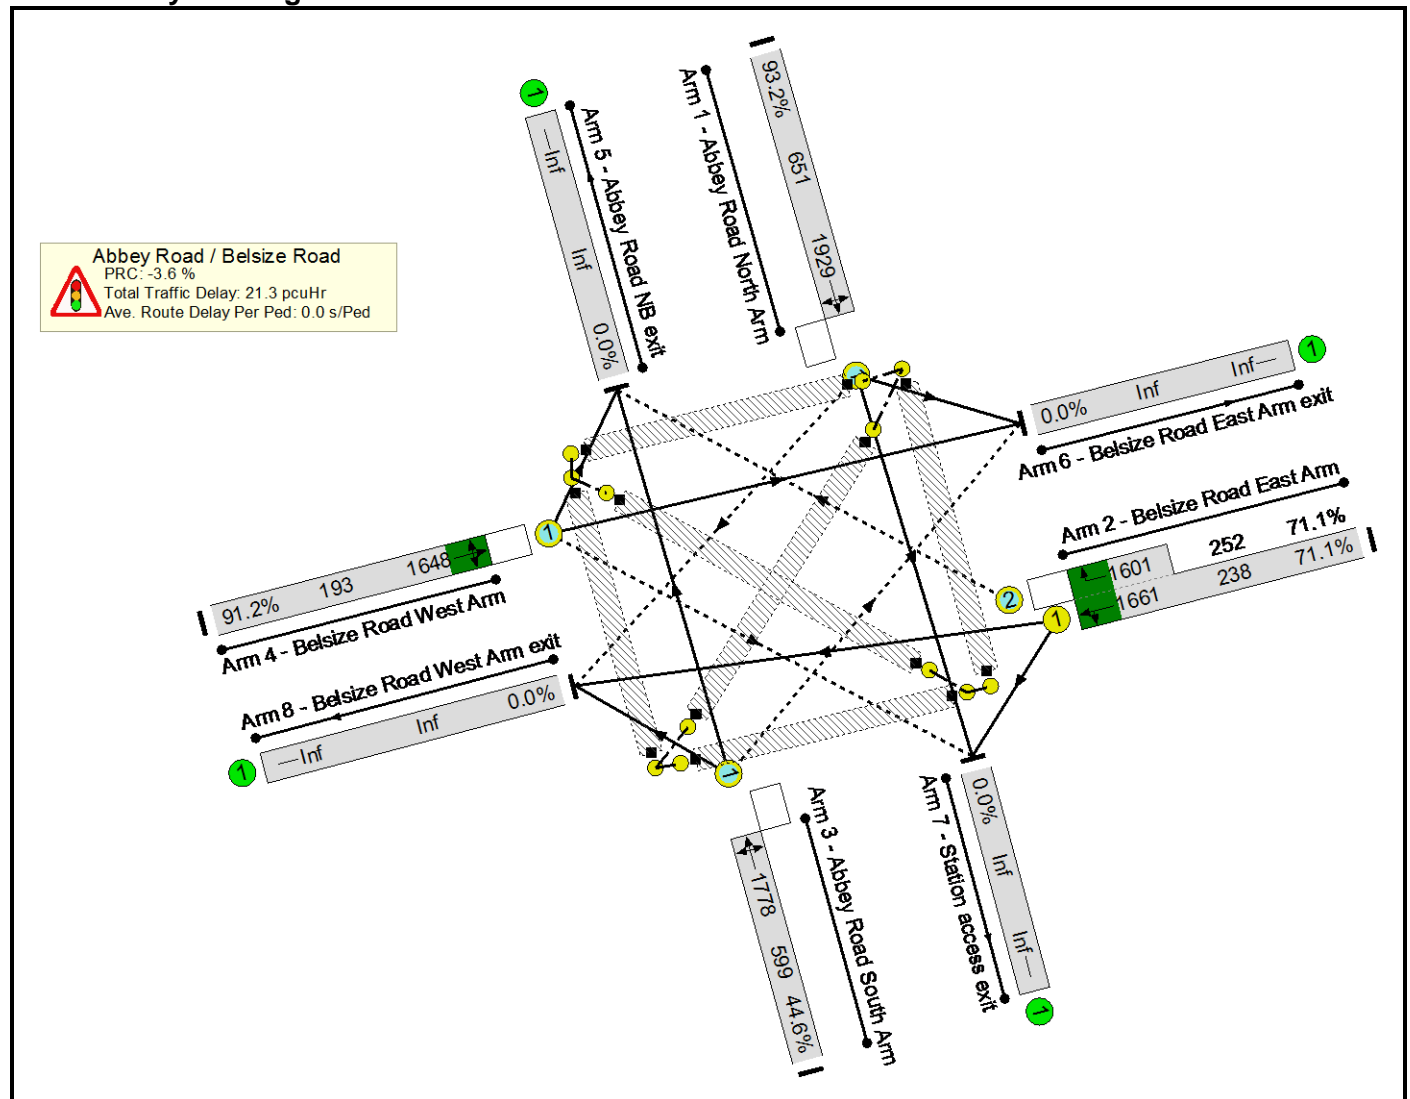 Abbey Road / Belsize Road
PRC: -3.6 %
Total Traffic Delay: 21.3 pcuHr
Ave. Route Delay Per Ped: 0.0 s/Ped
1
Inf
Inf
0.0%
Arm 5 - Abbey Road NB exit
Arm 1 - Abbey Road North Arm
93.2%
651
1929
1
0.0%
Inf
Inf
1
Arm 6 - Belsize Road East Arm exit
Arm 2 - Belsize Road East Arm
1601
252
71.1%
1661
238
71.1%
2
1
1
91.2%
193
1648
Arm 4 - Belsize Road West Arm
Arm 8 - Belsize Road West Arm exit
1
Inf
Inf
0.0%
1
1778
599
44.6%
Arm 3 - Abbey Road South Arm
Arm 7 - Station access exit
0.0%
Inf
Inf
1